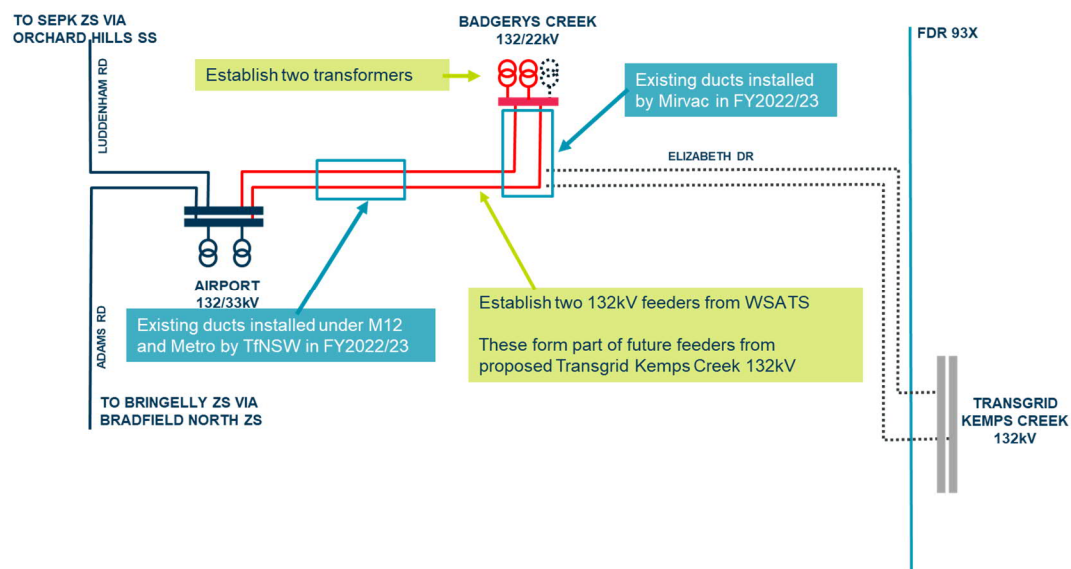 TO SEPK ZS VIA
ORCHARD HILLS SS
LUDDENHAM RD
BADGERYS CREEK
132/22kV
FDR 93X
Establish two transformers
Existing ducts installed
by Mirvac in FY2022/23
ELIZABETH DR
AIRPORT
132/33kV
ADAMS RD
Existing ducts installed under M12
and Metro by TfNSW in FY2022/23
Establish two 132kV feeders from WSATS
These form part of future feeders from
proposed Transgrid Kemps Creek 132kV
TO BRINGELLY ZS VIA
BRADFIELD NORTH ZS
TRANSGRID
KEMPS CREEK
132kV